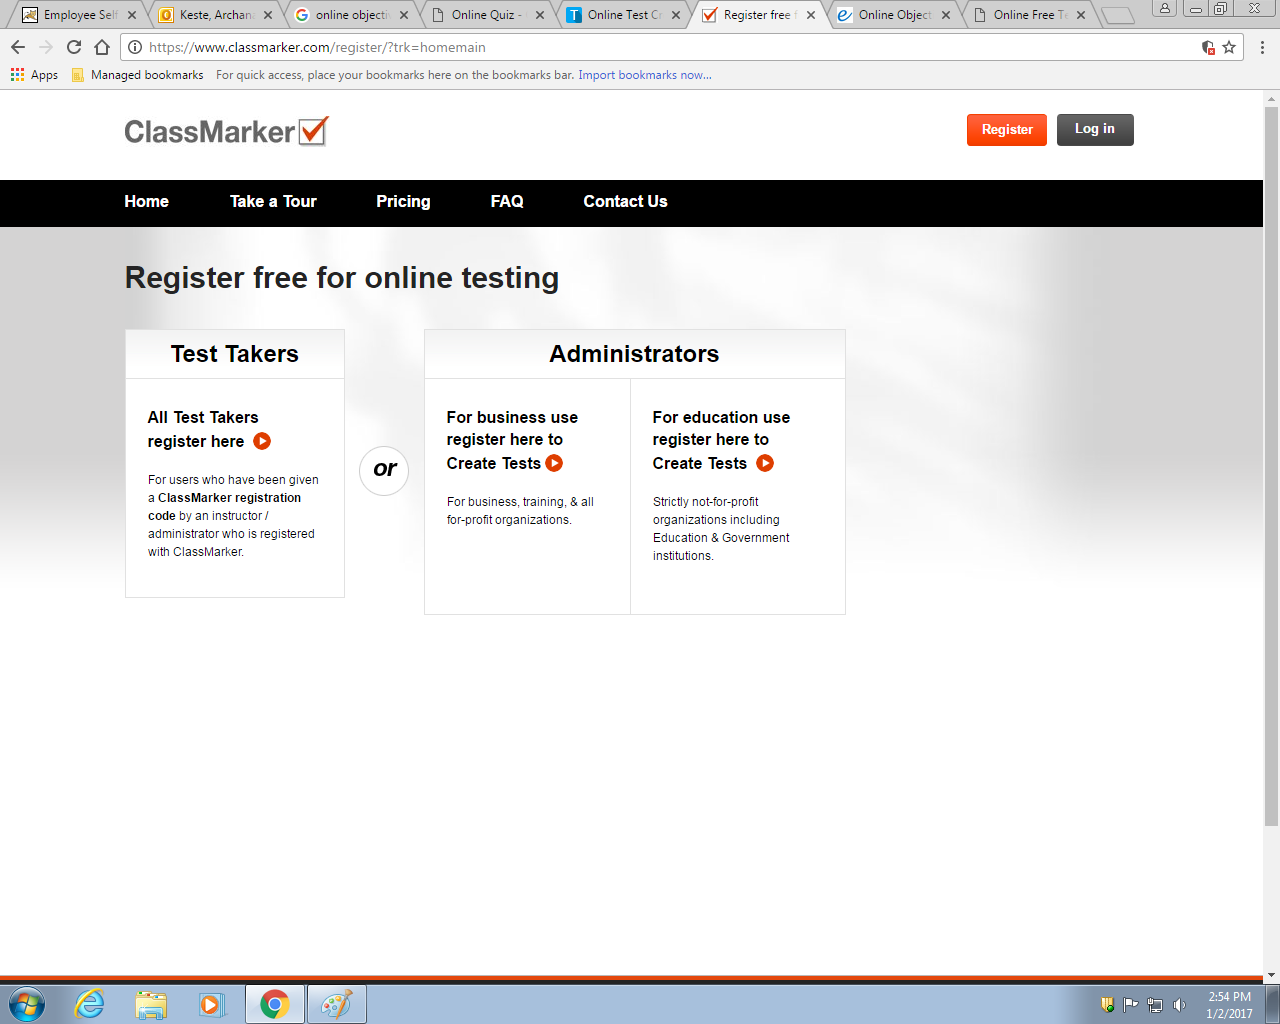 Employee Self
Keste, Archan
online objecti
Online Quiz -
Online Test Cr
Register free f
Online Object
Online Free Te
https://www.classmarker.com/register/?trk=homemain
Apps
Managed bookmarks
For quick access, place your bookmarks here on the bookmarks bar. Import bookmarks now...
ClassMarker
Register
Log in
Home
Take a Tour
Pricing
FAQ
Contact Us
Register free for online testing
Test Takers
All Test Takers
register here
For users who have been given
a ClassMarker registration
code by an instructor /
administrator who is registered
with ClassMarker.
or
Administrators
For business use
register here to
Create Tests
For business, training, & all
for-profit organizations.
For education use
register here to
Create Tests
Strictly not-for-profit
organizations including
Education & Government
institutions.
2:54 PM
1/2/2017